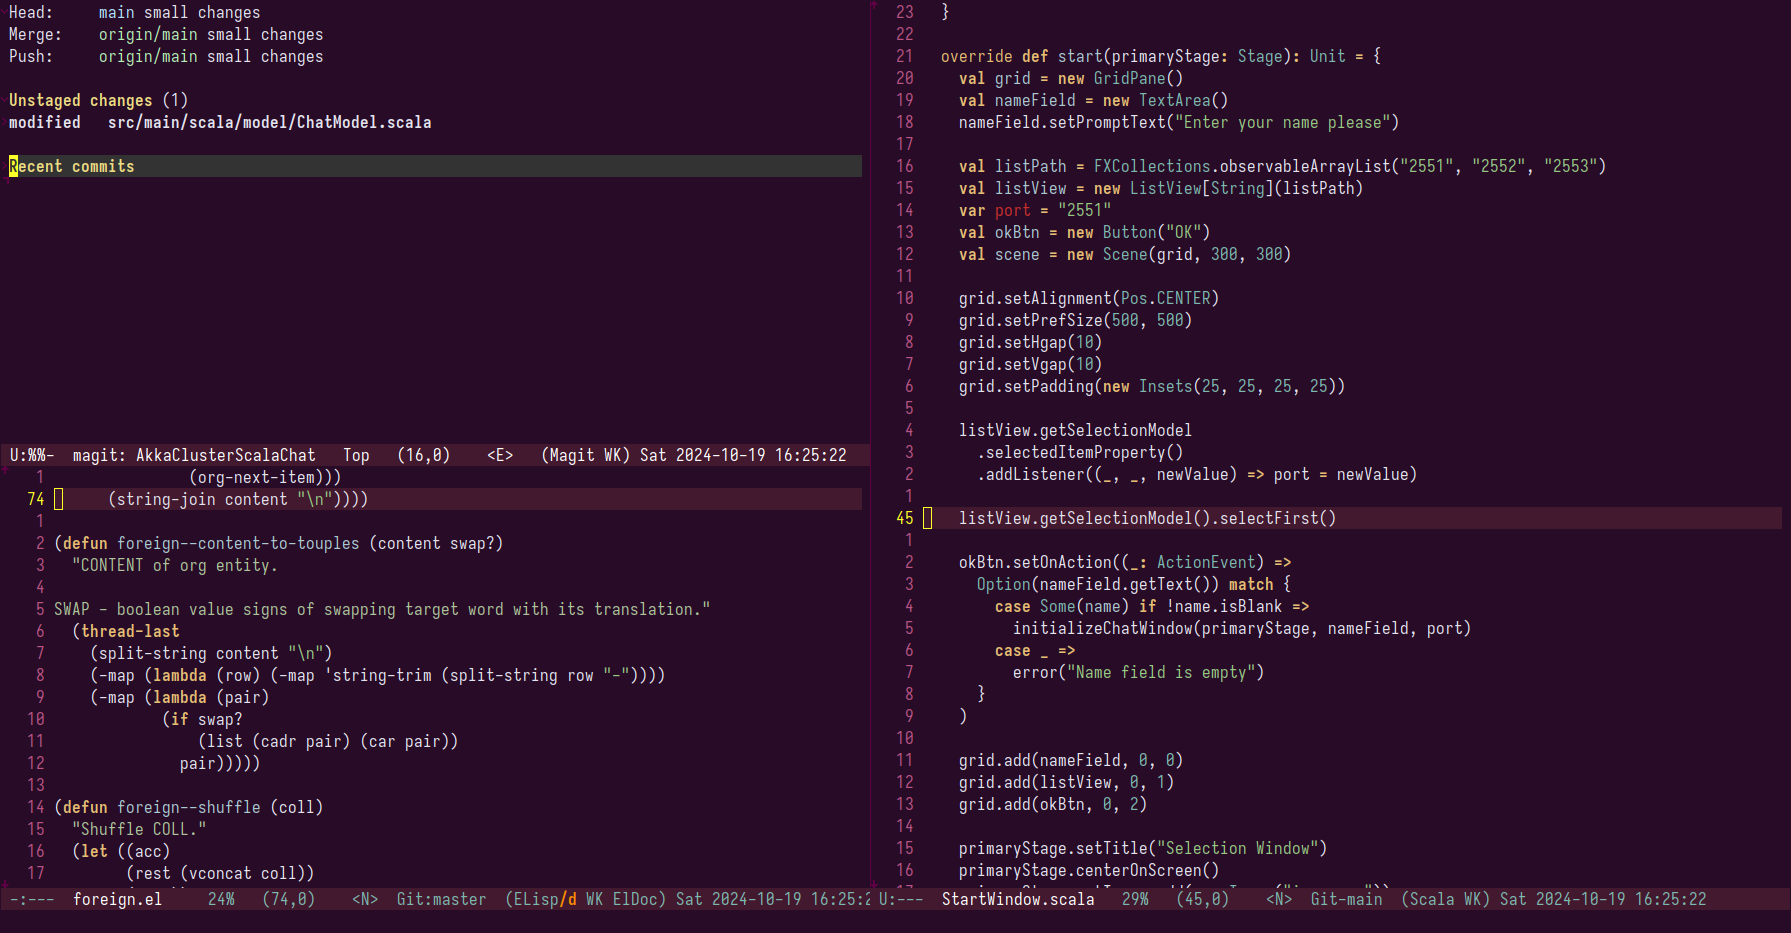 Head:     main small changes
Merge:    origin/main small changes
Push:     origin/main small changes

Unstaged changes (1)
modified   src/main/scala/model/ChatModel.scala

Recent commits
U:%%-  magit: AkkaClusterScalaChat   Top   (16,0)    <E>   (Magit WK) Sat 2024-10-19 16:25:22
1                (org-next-item)))
74      (string-join content "\n"))))
1
2 (defun foreign--content-to-touples (content swap?)
3   "CONTENT of org entity.
4
5 SWAP - boolean value signs of swapping target word with its translation."
6   (thread-last
7     (split-string content "\n")
8     (-map (lambda (row) (-map 'string-trim (split-string row "-"))))
9     (-map (lambda (pair)
10             (if swap?
11                 (list (cadr pair) (car pair))
12               pair)))))
13
14 (defun foreign--shuffle (coll)
15   "Shuffle COLL."
16   (let ((acc)
17         (rest (vconcat coll))
-:---  foreign.el     24%   (74,0)    <N>  Git:master  (ELisp/d WK ElDoc) Sat 2024-10-19 16:25:2
23   }
22
21   override def start(primaryStage: Stage): Unit = {
20     val grid = new GridPane()
19     val nameField = new TextArea()
18     nameField.setPromptText("Enter your name please")
17
16     val listPath = FXCollections.observableArrayList("2551", "2552", "2553")
15     val listView = new ListView[String](listPath)
14     var port = "2551"
13     val okBtn = new Button("OK")
12     val scene = new Scene(grid, 300, 300)
11
10     grid.setAlignment(Pos.CENTER)
9     grid.setPrefSize(500, 500)
8     grid.setHgap(10)
7     grid.setVgap(10)
6     grid.setPadding(new Insets(25, 25, 25, 25))
5
4     listView.getSelectionModel
3       .selectedItemProperty()
2       .addListener((_, _, newValue) => port = newValue)
1
45     listView.getSelectionModel().selectFirst()
1
2     okBtn.setOnAction((_: ActionEvent) =>
3       Option(nameField.getText()) match {
4         case Some(name) if !name.isBlank =>
5           initializeChatWindow(primaryStage, nameField, port)
6         case _ =>
7           error("Name field is empty")
8       }
9     )
10
11     grid.add(nameField, 0, 0)
12     grid.add(listView, 0, 1)
13     grid.add(okBtn, 0, 2)
14
15     primaryStage.setTitle("Selection Window")
16     primaryStage.centerOnScreen()
U:---  StartWindow.scala   29%   (45,0)    <N>  Git-main  (Scala WK) Sat 2024-10-19 16:25:22